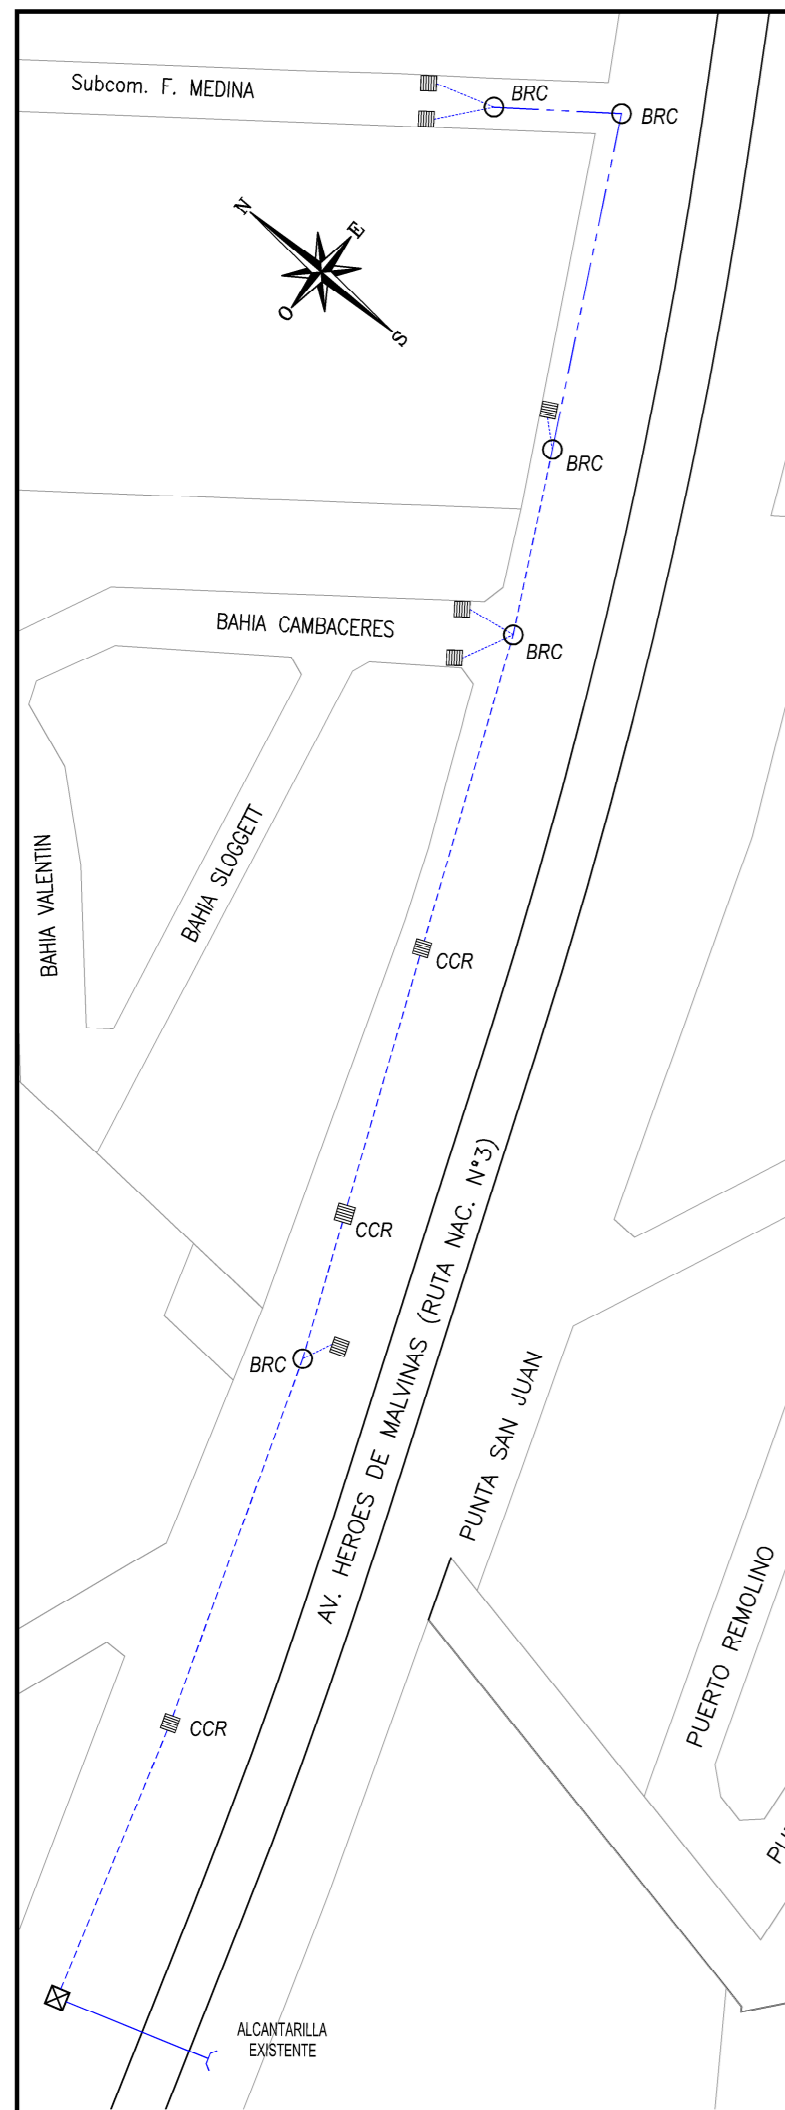 Subcom. F. MEDINA
BRC
BRC
N
E
O
S
BRC
BAHIA CAMBACERES
BRC
BAHIA VALENTIN
BAHIA SLOGGETT
CCR
CCR
AV. HEROES DE MALVINAS (RUTA NAC. N°3)
BRC
PUNTA SAN JUAN
PUERTO REMOLINO
CCR
ALCANTARILLA
EXISTENTE